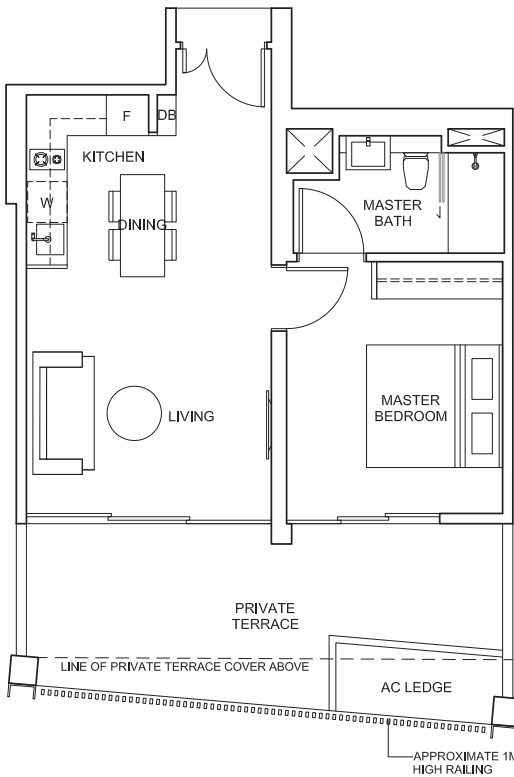 F
DB
KITCHEN
W
DINING
MASTER
BATH
LIVING
MASTER
BEDROOM
PRIVATE
TERRACE
LINE OF PRIVATE TERRACE COVER ABOVE
AC LEDGE
APPROXIMATE 1M
HIGH RAILING